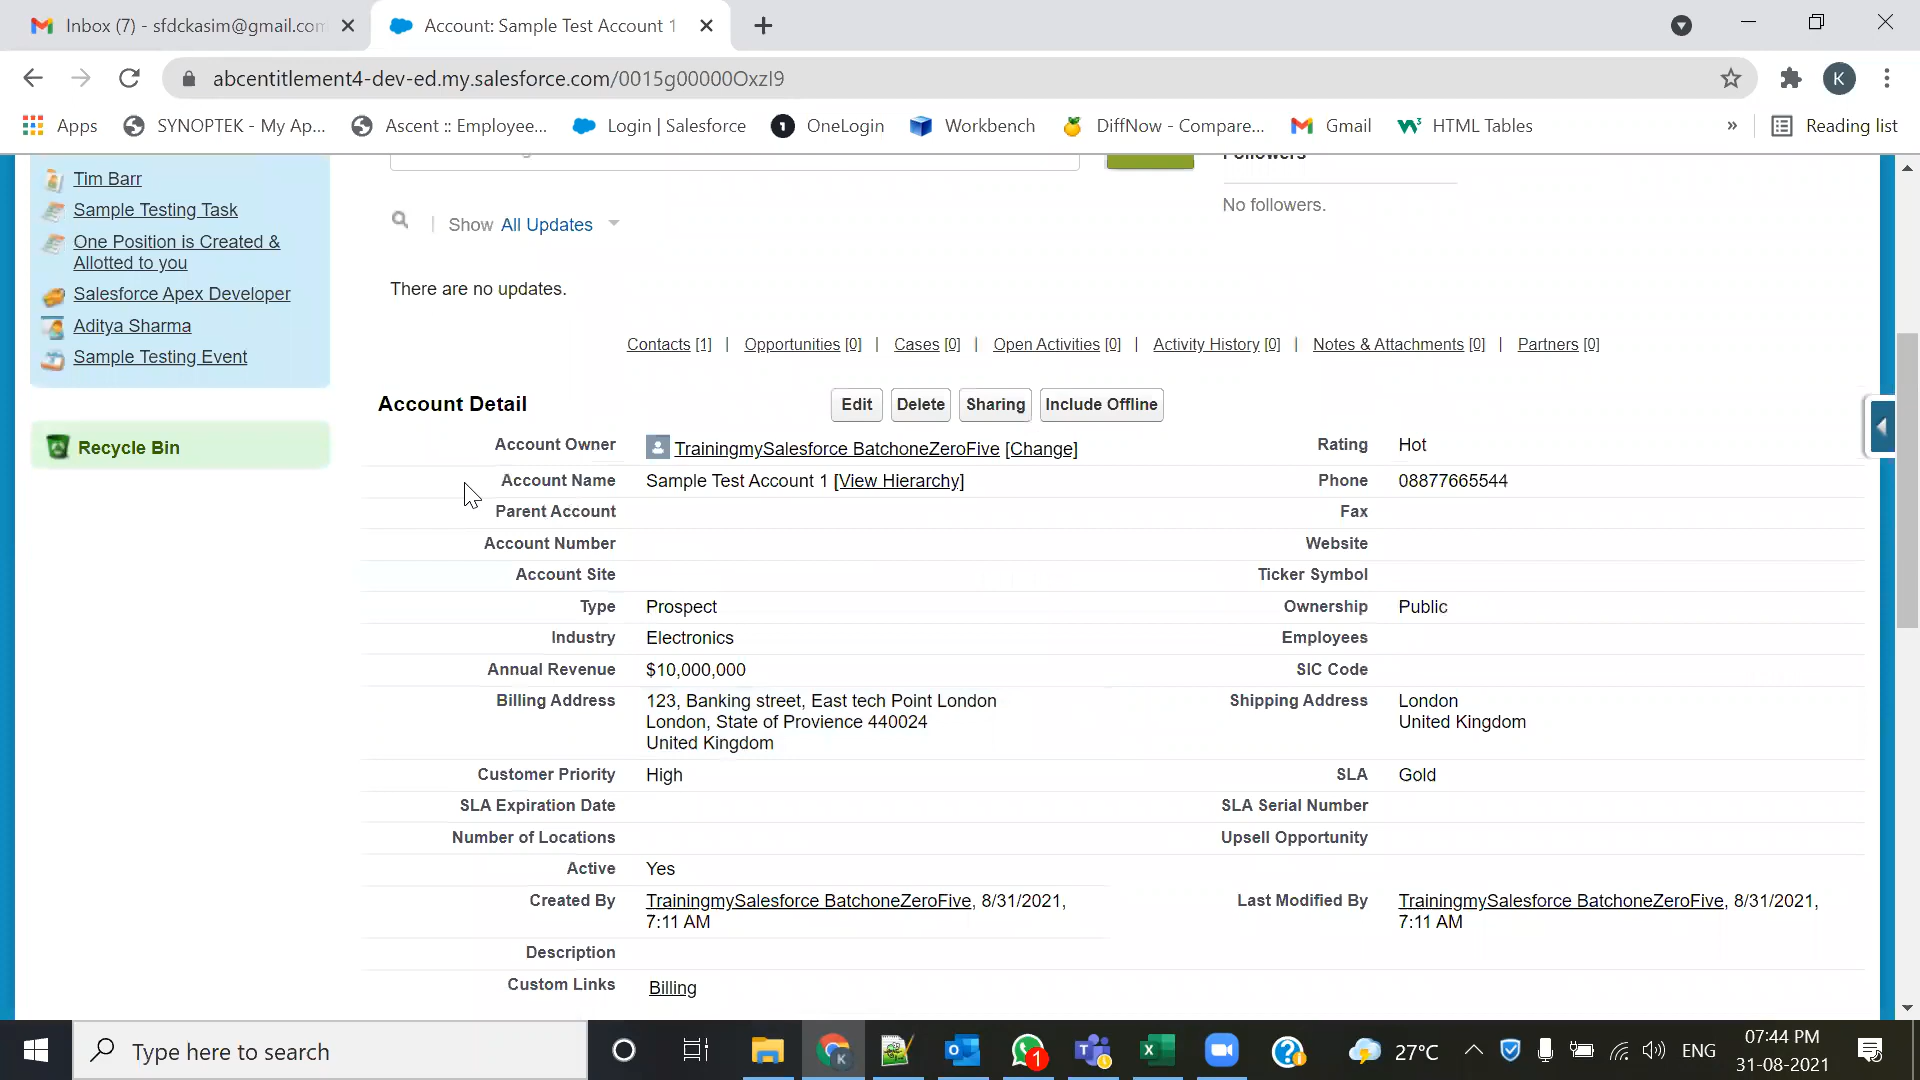 Inbox (7) - sfdckasim@gmail.com
Account: Sample Test Account 1
abcentitlement4-dev-ed.my.salesforce.com/0015g00000OxzI9
K
Apps
SYNOPTEK - My Ap...
Ascent :: Employee...
Login | Salesforce
OneLogin
Workbench
DiffNow - Compare...
Gmail
HTML Tables
»
Reading list
Tim Barr
Sample Testing Task
One Position is Created &
Allotted to you
Salesforce Apex Developer
Aditya Sharma
Sample Testing Event
Recycle Bin
Followers
No followers.
Show All Updates
There are no updates.
Contacts [1] | Opportunities [0] | Cases [0] | Open Activities [0] | Activity History [0] | Notes & Attachments [0] | Partners [0]
Account Detail
Edit Delete Sharing Include Offline
Account Owner TrainingmySalesforce BatchoneZeroFive [Change] Rating Hot
Account Name Sample Test Account 1 [View Hierarchy] Phone 08877665544
Parent Account Fax
Account Number Website
Account Site Ticker Symbol
Type Prospect Ownership Public
Industry Electronics Employees
Annual Revenue $10,000,000 SIC Code
Billing Address 123, Banking street, East tech Point London Shipping Address London
London, State of Provience 440024 United Kingdom
United Kingdom
Customer Priority High SLA Gold
SLA Expiration Date SLA Serial Number
Number of Locations Upsell Opportunity
Active Yes
Created By TrainingmySalesforce BatchoneZeroFive, 8/31/2021, Last Modified By TrainingmySalesforce BatchoneZeroFive, 8/31/2021,
7:11 AM 7:11 AM
Description
Custom Links Billing
Type here to search
1
27°C
ENG
07:44 PM
31-08-2021